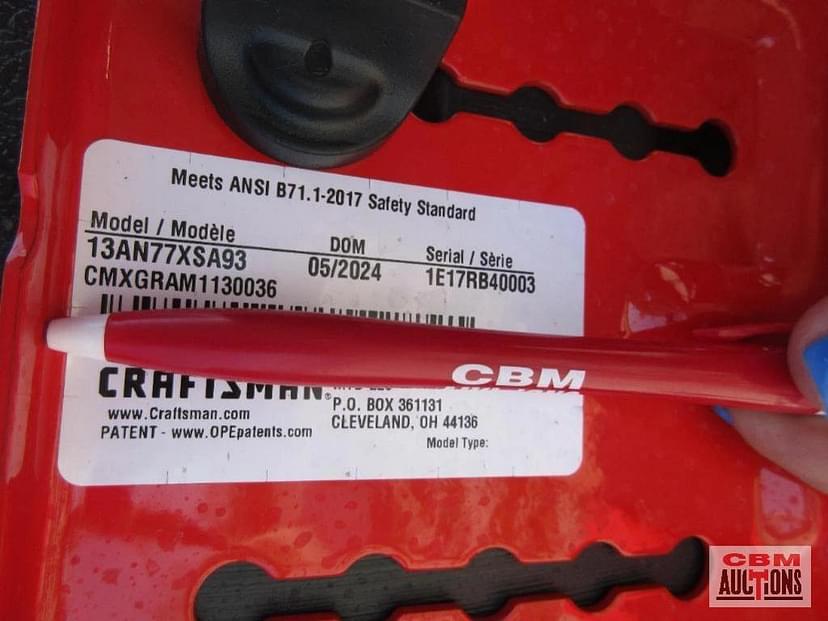 Meets ANSI B71.1-2017 Safety Standard
Model / Modèle
DOM
Serial / Série
13AN77XSA93
05/2024
1E17RB40003
CMXGRAM1130036
CBM
CRAFTSMAN®
www.Craftsman.com
P.O. BOX 361131
CLEVELAND, OH 44136
PATENT - www.OPEpatents.com
Model Type:
CBM
AUCTIONS